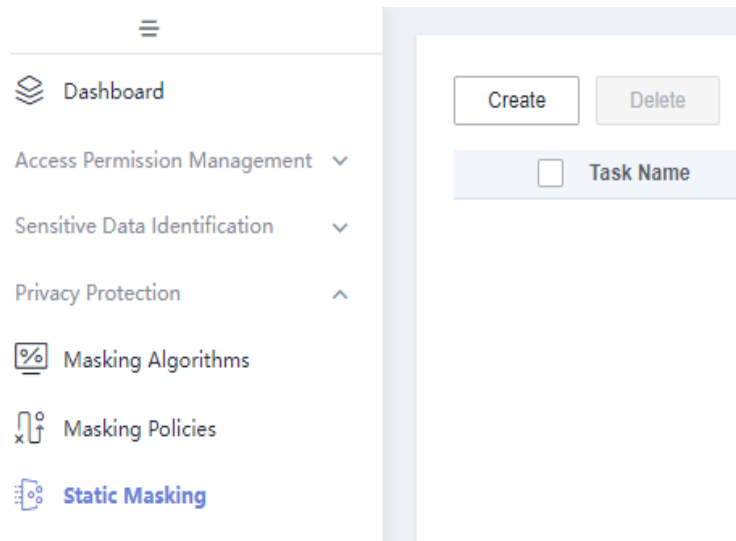 Dashboard
Access Permission Management
Sensitive Data Identification
Privacy Protection
Masking Algorithms
Masking Policies
Static Masking
Create
Delete
Task Name